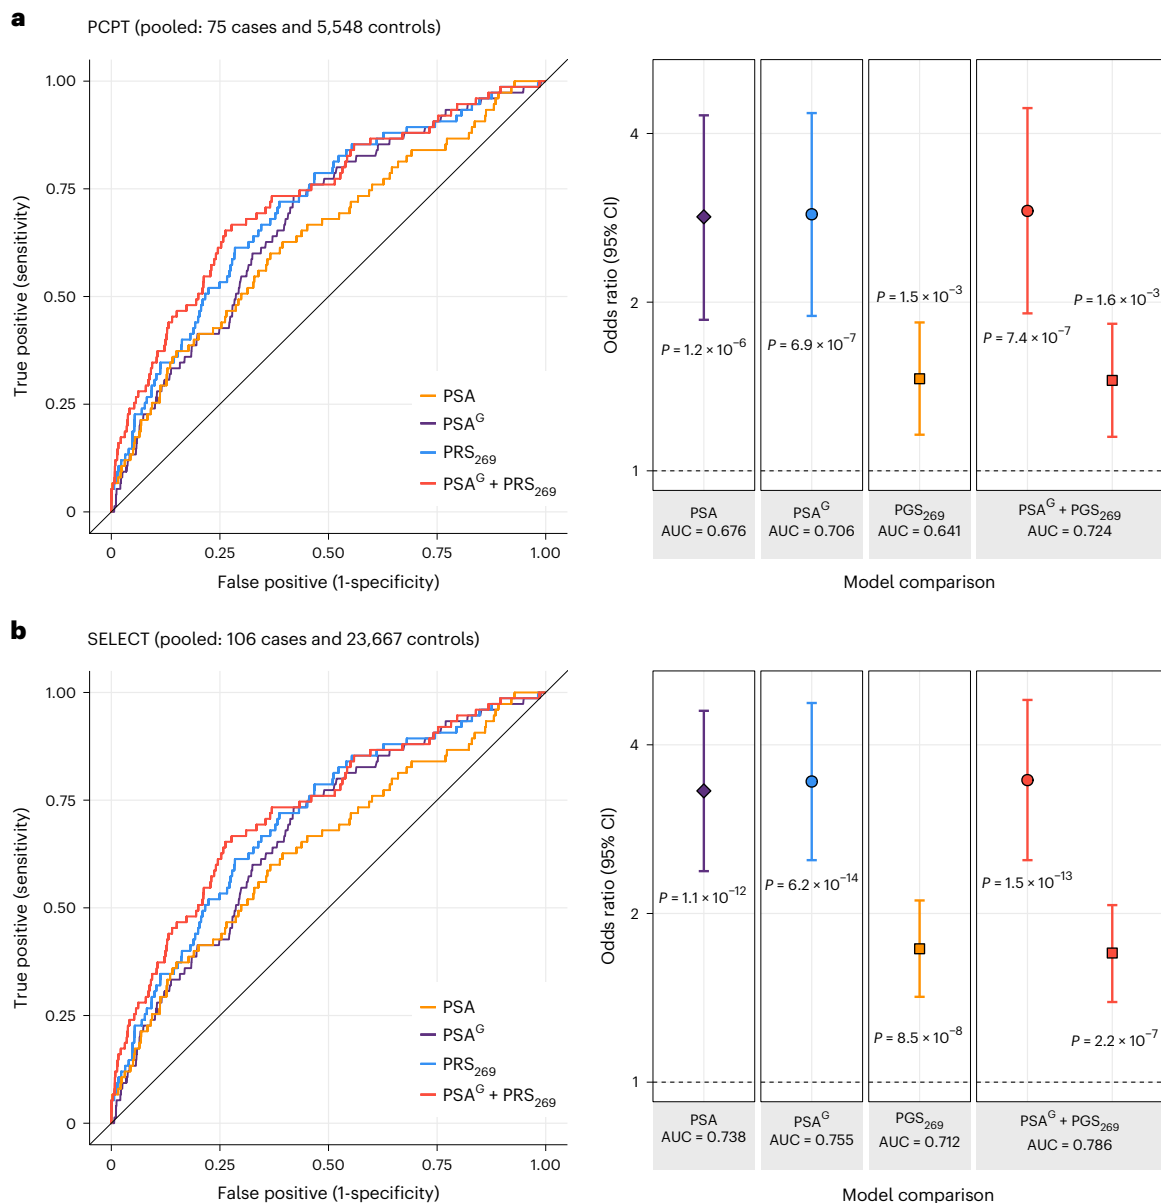 a
PCPT (pooled: 75 cases and 5,548 controls)
True positive (sensitivity)
1.00
0.75
0.50
0.25
0
PSA
PSA^G
PRS_269
PSA^G + PRS_269
0 0.25 0.50 0.75 1.00
False positive (1-specificity)
Odds ratio (95% CI)
4
2
1
P = 1.2 × 10^−6
P = 6.9 × 10^−7
P = 1.5 × 10^−3
P = 7.4 × 10^−7
P = 1.6 × 10^−3
PSA
AUC = 0.676
PSA^G
AUC = 0.706
PGS_269
AUC = 0.641
PSA^G + PGS_269
AUC = 0.724
Model comparison
b
SELECT (pooled: 106 cases and 23,667 controls)
True positive (sensitivity)
1.00
0.75
0.50
0.25
0
PSA
PSA^G
PRS_269
PSA^G + PRS_269
0 0.25 0.50 0.75 1.00
False positive (1-specificity)
Odds ratio (95% CI)
4
2
1
P = 1.1 × 10^−12
P = 6.2 × 10^−14
P = 8.5 × 10^−8
P = 1.5 × 10^−13
P = 2.2 × 10^−7
PSA
AUC = 0.738
PSA^G
AUC = 0.755
PGS_269
AUC = 0.712
PSA^G + PGS_269
AUC = 0.786
Model comparison